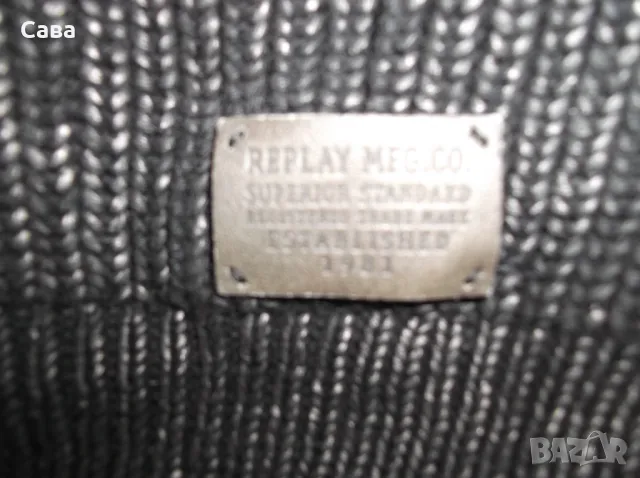 Сава
REPLAY MFG.CO.
SUPERIOR STANDARD
REGISTERED TRADE MARK
ESTABLISHED
1981
BAZAR